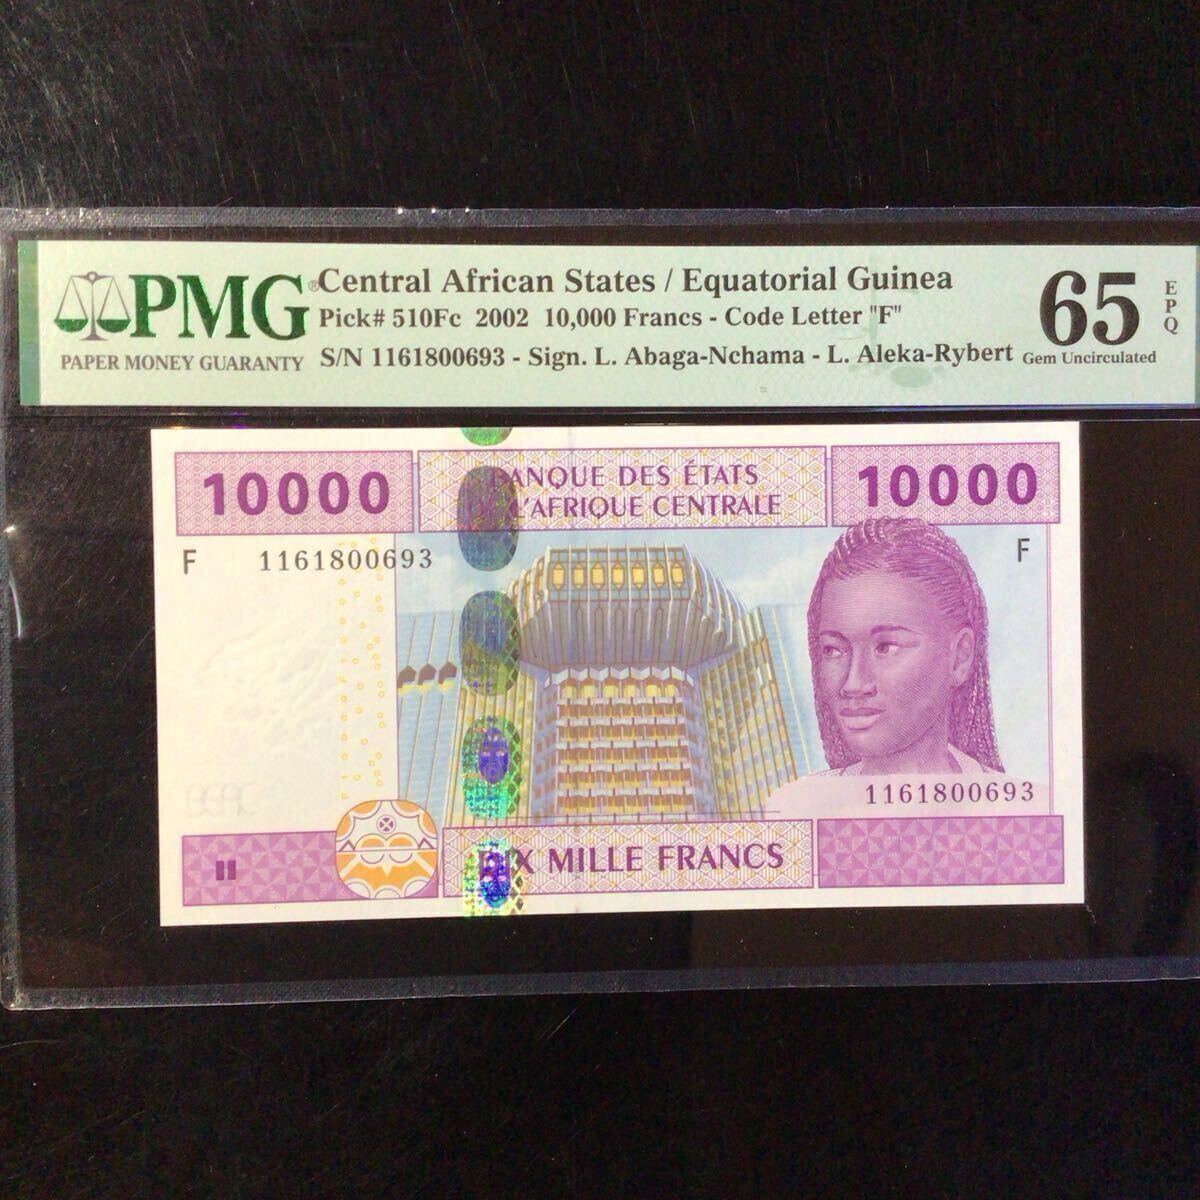 PMG®
PAPER MONEY GUARANTY
Central African States / Equatorial Guinea
Pick# 510Fc 2002 10,000 Francs - Code Letter "F"
S/N 1161800693 - Sign. L. Abaga-Nchama - L. Aleka-Rybert
65
EPQ
Gem Uncirculated
10000
BANQUE DES ÉTATS
DE L'AFRIQUE CENTRALE
10000
F 1161800693
F
1161800693
BEAC
DIX MILLE FRANCS